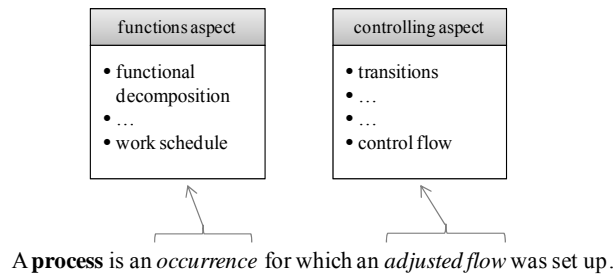 functions aspect
• functional
decomposition
• …
• work schedule
controlling aspect
• transitions
• …
• …
• control flow
A process is an occurrence for which an adjusted flow was set up.